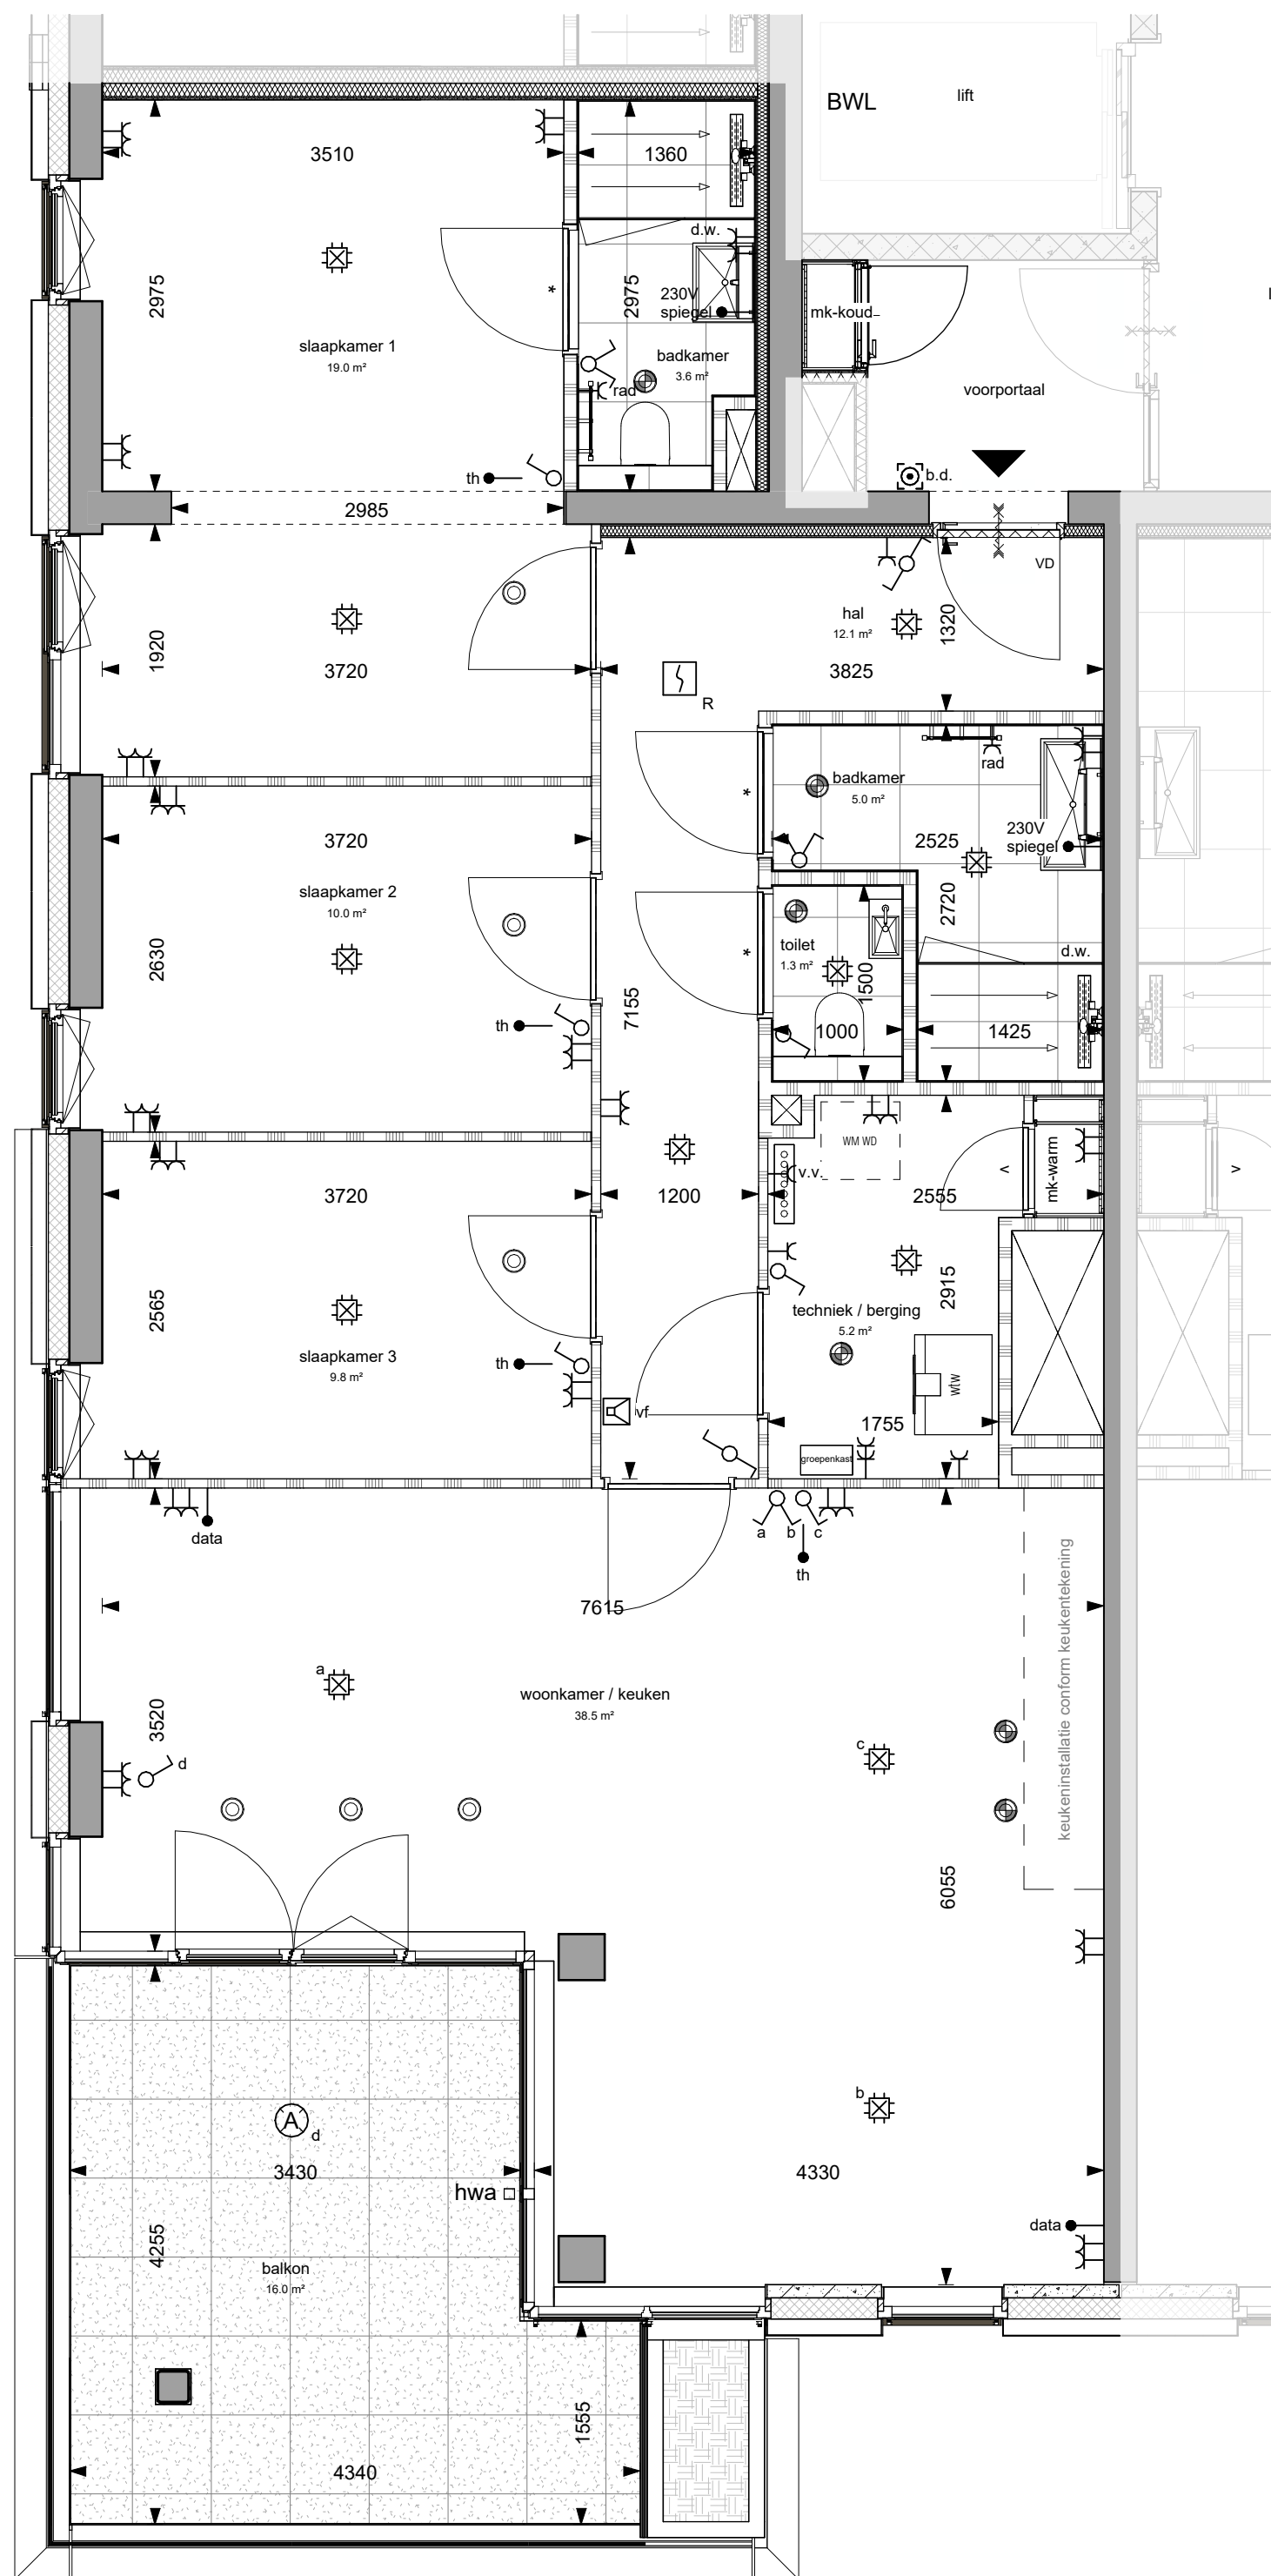 BWL
lift
3510
1360
d.w.
2975
2975
230V
spiegel
mk-koud
slaapkamer 1
19.0 m²
badkamer
3.6 m²
*
rad
voorportaal
th
b.d.
2985
VD
hal
12.1 m²
1320
1920
3720
3825
R
rad
badkamer
5.0 m²
*
230V
spiegel
3720
2525
slaapkamer 2
10.0 m²
2720
toilet
1.3 m²
*
d.w.
2630
1500
7155
th
1000
1425
WM WD
mk-warm
<
v.v.
>
3720
1200
2555
2915
2565
techniek / berging
5.2 m²
slaapkamer 3
9.8 m²
th
wtw
vf
1755
groepenkast
data
a
b
c
th
keukeninstallatie conform keukentekening
7615
a
woonkamer / keuken
38.5 m²
3520
c
d
6055
b
A
d
3430
4330
hwa
data
4255
balkon
16.0 m²
1555
4340